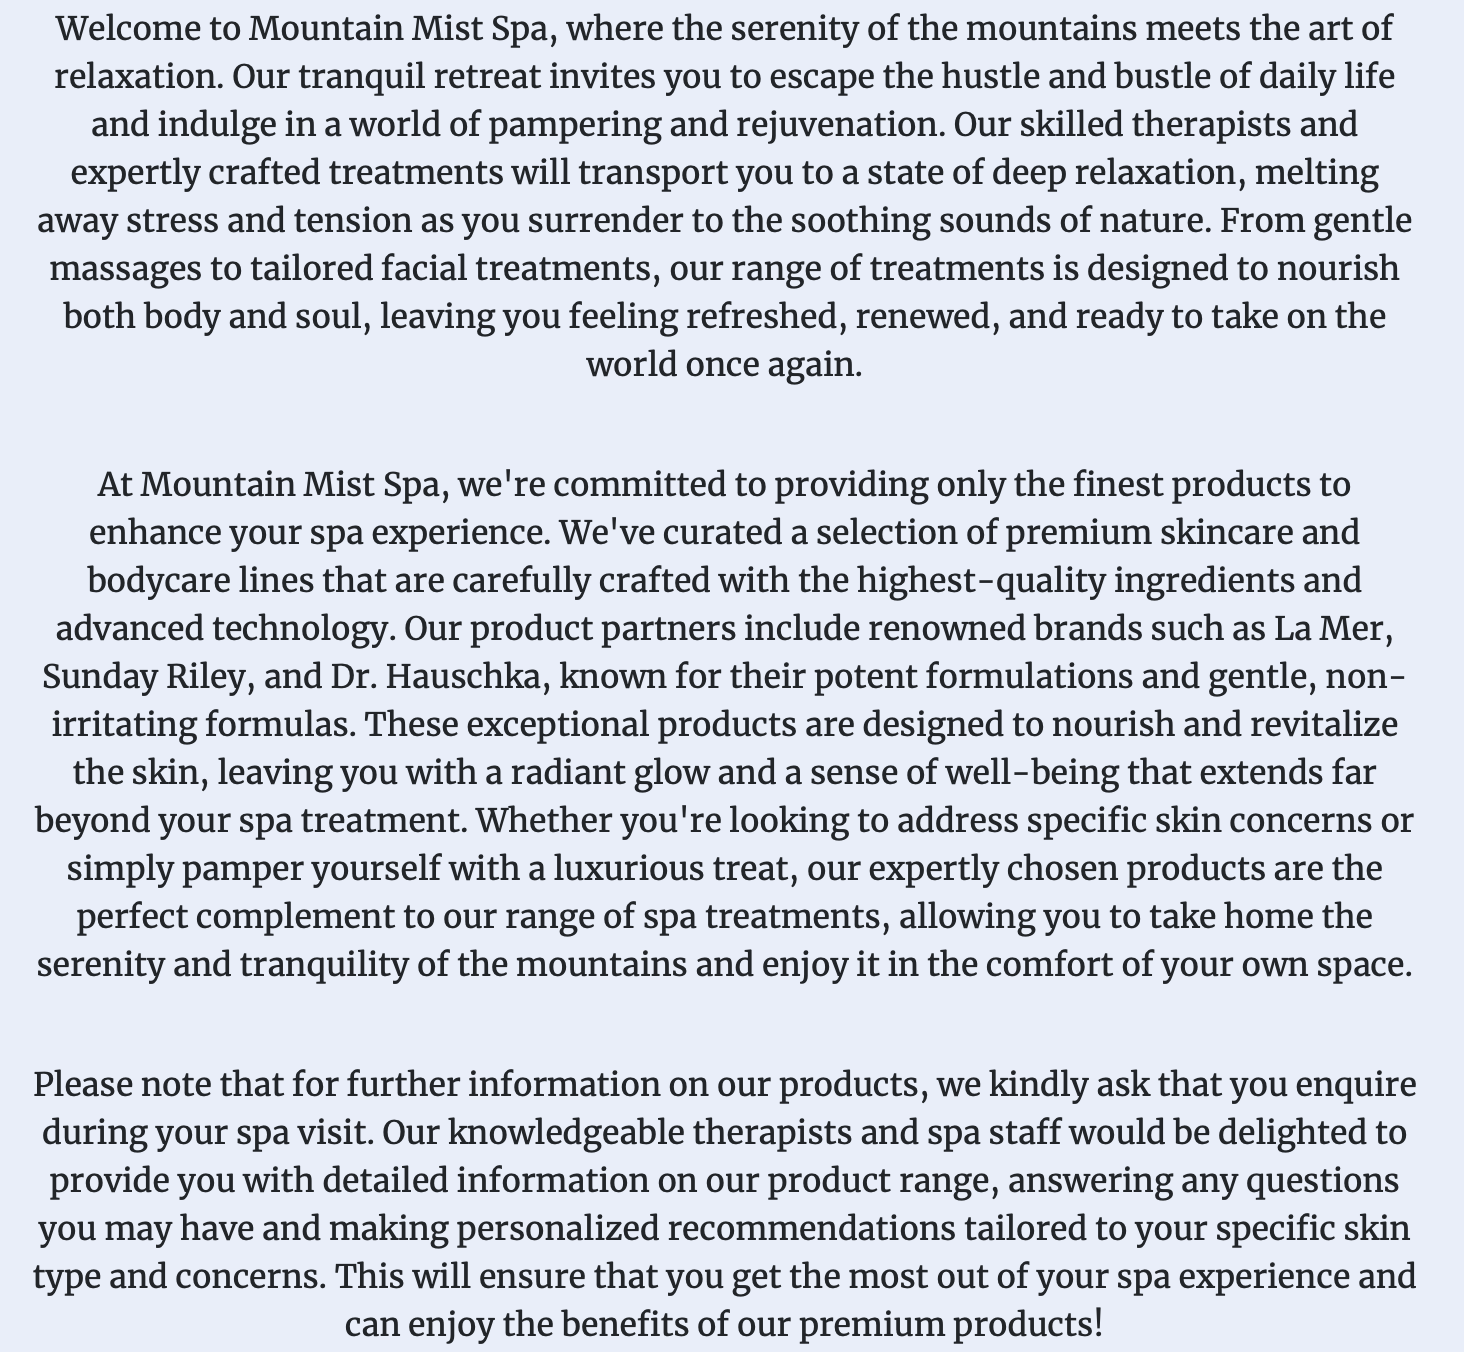 Welcome to Mountain Mist Spa, where the serenity of the mountains meets the art of
relaxation. Our tranquil retreat invites you to escape the hustle and bustle of daily life
and indulge in a world of pampering and rejuvenation. Our skilled therapists and
expertly crafted treatments will transport you to a state of deep relaxation, melting
away stress and tension as you surrender to the soothing sounds of nature. From gentle
massages to tailored facial treatments, our range of treatments is designed to nourish
both body and soul, leaving you feeling refreshed, renewed, and ready to take on the
world once again.
At Mountain Mist Spa, we're committed to providing only the finest products to
enhance your spa experience. We've curated a selection of premium skincare and
bodycare lines that are carefully crafted with the highest-quality ingredients and
advanced technology. Our product partners include renowned brands such as La Mer,
Sunday Riley, and Dr. Hauschka, known for their potent formulations and gentle, non-
irritating formulas. These exceptional products are designed to nourish and revitalize
the skin, leaving you with a radiant glow and a sense of well-being that extends far
beyond your spa treatment. Whether you're looking to address specific skin concerns or
simply pamper yourself with a luxurious treat, our expertly chosen products are the
perfect complement to our range of spa treatments, allowing you to take home the
serenity and tranquility of the mountains and enjoy it in the comfort of your own space.
Please note that for further information on our products, we kindly ask that you enquire
during your spa visit. Our knowledgeable therapists and spa staff would be delighted to
provide you with detailed information on our product range, answering any questions
you may have and making personalized recommendations tailored to your specific skin
type and concerns. This will ensure that you get the most out of your spa experience and
can enjoy the benefits of our premium products!